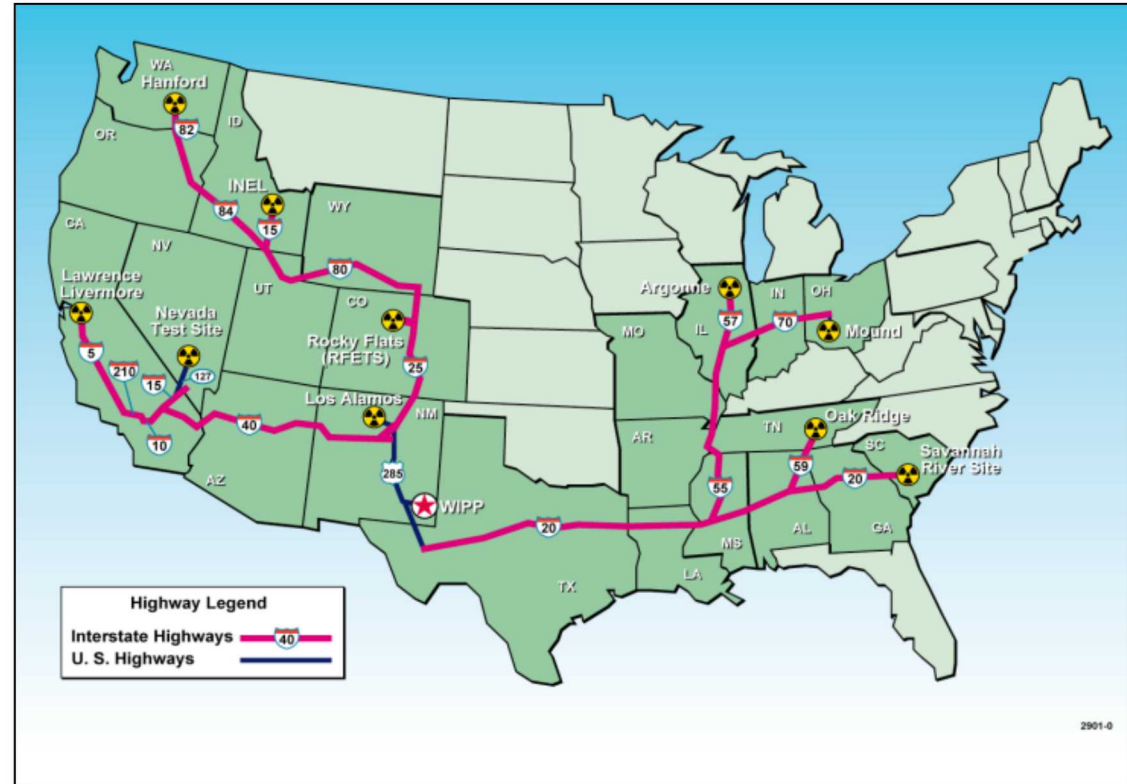 WA
Hanford
82
OR
ID
INEL
84
15
WY
80
CA
NV
Lawrence
Livermore
Nevada
Test Site
UT
CO
Rocky Flats
(RFETS)
5
210
15
127
25
Los Alamos
NM
40
10
AZ
285
WIPP
Argonne
IN
OH
57
70
Mound
MO
IL
TN
Oak Ridge
AR
SC
Savannah
River Site
59
20
55
20
MS
AL
GA
LA
TX
Highway Legend
Interstate Highways
40
U. S. Highways
2901-0